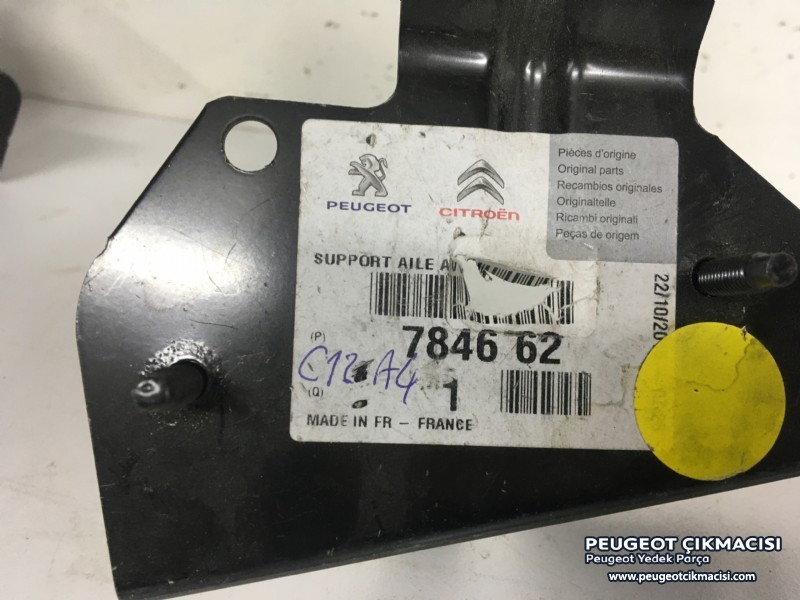 PEUGEOT
CITROËN
Pièces d'origine
Original parts
Recambios originales
Originalteile
Ricambi originali
Peças de origem
SUPPORT AILE
22/10/20
(P) 7846 62
C12 A4
(Q) 1
MADE IN FR - FRANCE
PEUGEOT ÇIKMACISI
Peugeot Yedek Parça
www.peugeotcikmacisi.com